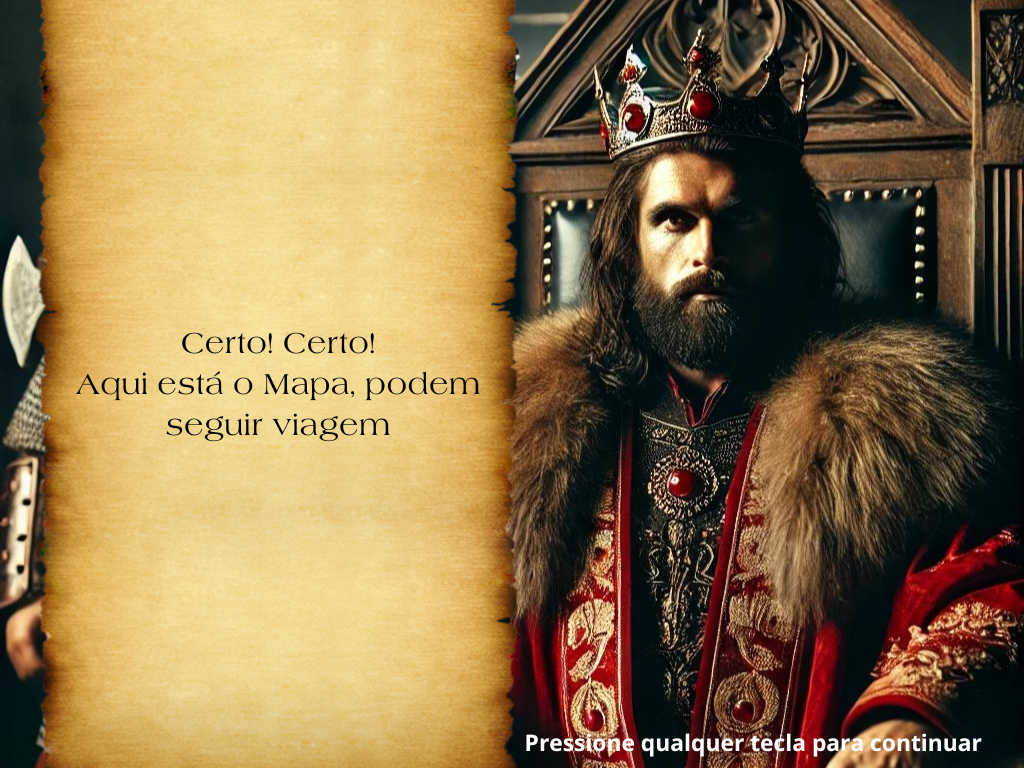 Certo! Certo!
Aqui está o Mapa, podem
seguir viagem
Pressione qualquer tecla para continuar